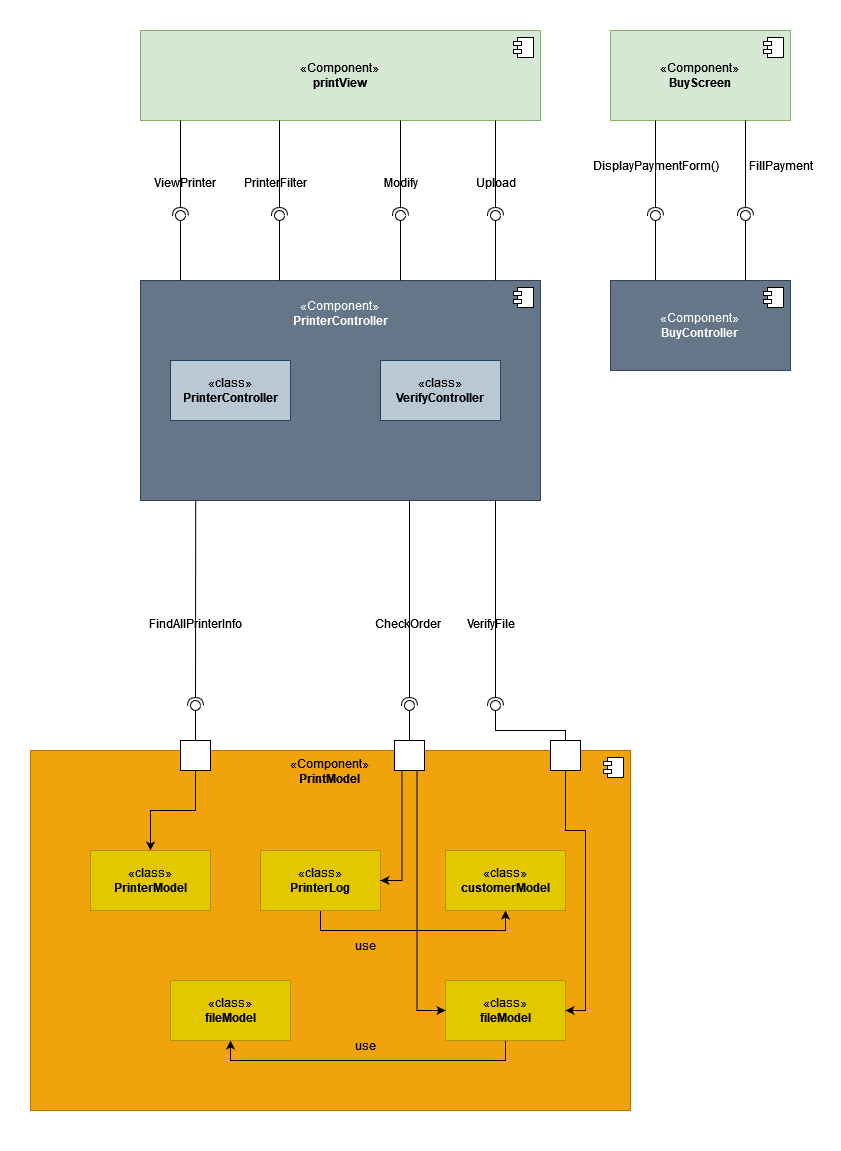 «Component»
printView
«Component»
BuyScreen
ViewPrinter
PrinterFilter
Modify
Upload
DisplayPaymentForm()
FillPayment
«Component»
PrinterController
«Component»
BuyController
«class»
PrinterController
«class»
VerifyController
FindAllPrinterInfo
CheckOrder
VerifyFile
«Component»
PrintModel
«class»
PrinterModel
«class»
PrinterLog
«class»
customerModel
use
«class»
fileModel
«class»
fileModel
use